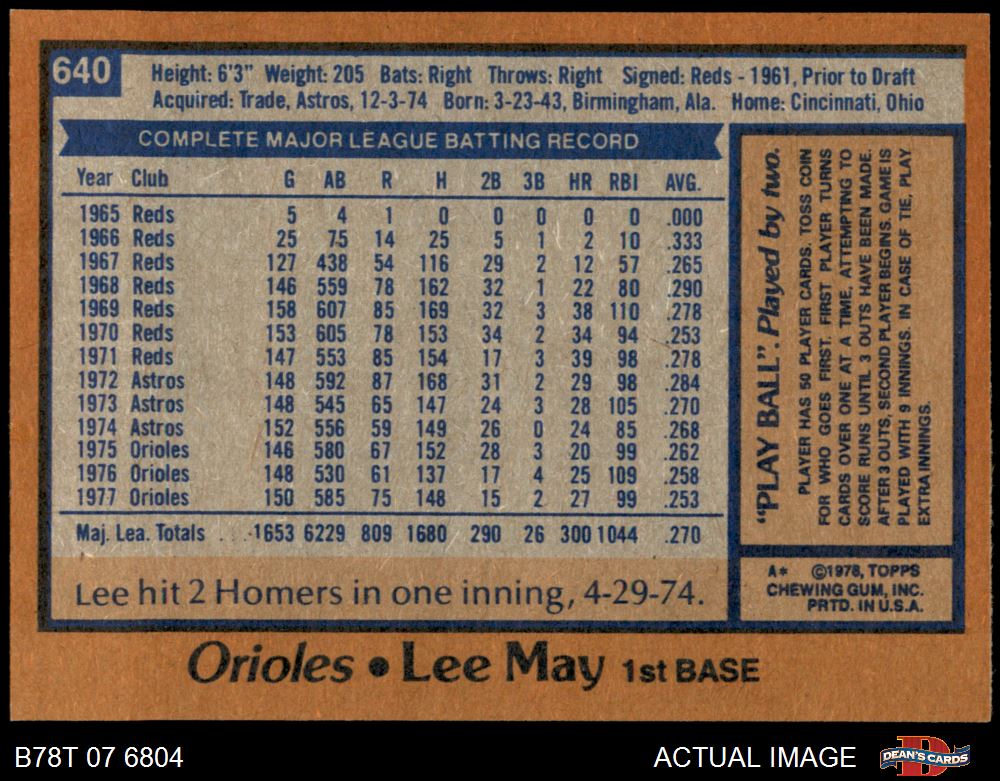 640
Height: 6'3" Weight: 205 Bats: Right Throws: Right Signed: Reds - 1961, Prior to Draft
Acquired: Trade, Astros, 12-3-74 Born: 3-23-43, Birmingham, Ala. Home: Cincinnati, Ohio
COMPLETE MAJOR LEAGUE BATTING RECORD
Year Club G AB R H 2B 3B HR RBI AVG.
1965 Reds 5 4 1 0 0 0 0 0 .000
1966 Reds 25 75 14 25 5 1 2 10 .333
1967 Reds 127 438 54 116 29 2 12 57 .265
1968 Reds 146 559 78 162 32 1 22 80 .290
1969 Reds 158 607 85 169 32 3 38 110 .278
1970 Reds 153 605 78 153 34 2 34 94 .253
1971 Reds 147 553 85 154 17 3 39 98 .278
1972 Astros 148 592 87 168 31 2 29 98 .284
1973 Astros 148 545 65 147 24 3 28 105 .270
1974 Astros 152 556 59 149 26 0 24 85 .268
1975 Orioles 146 580 67 152 28 3 20 99 .262
1976 Orioles 148 530 61 137 17 4 25 109 .258
1977 Orioles 150 585 75 148 15 2 27 99 .253
Maj. Lea. Totals . . . 1653 6229 809 1680 290 26 300 1044 .270
Lee hit 2 Homers in one inning, 4-29-74.
"PLAY BALL". Played by two.
PLAYER HAS 50 PLAYER CARDS. TOSS COIN
FOR WHO GOES FIRST. FIRST PLAYER TURNS
CARDS OVER ONE AT A TIME, ATTEMPTING TO
SCORE RUNS UNTIL 3 OUTS HAVE BEEN MADE.
AFTER 3 OUTS, SECOND PLAYER BEGINS. GAME IS
PLAYED WITH 9 INNINGS. IN CASE OF TIE, PLAY
EXTRA INNINGS.
A* ©1978, TOPPS
CHEWING GUM, INC.
PRTD. IN U.S.A.
Orioles • Lee May 1st BASE
B78T 07 6804
ACTUAL IMAGE
DEAN'S CARDS